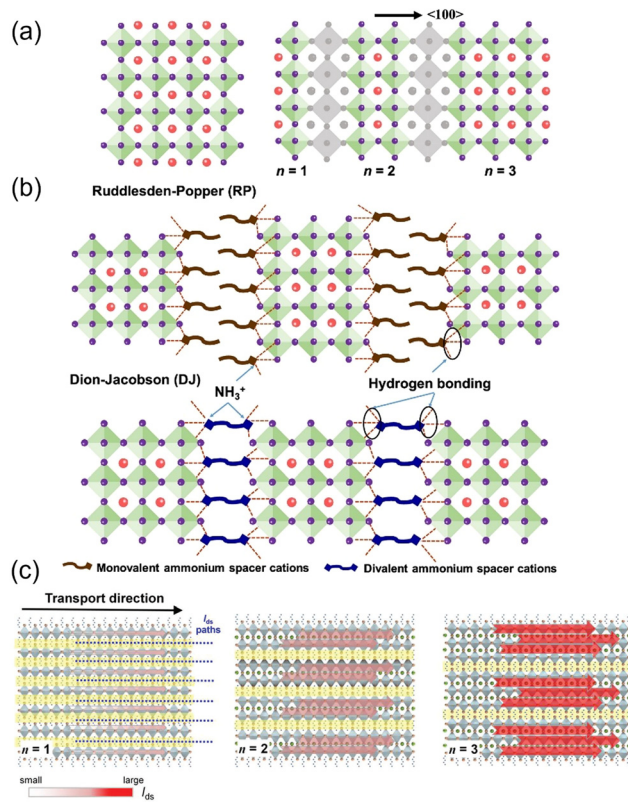 (a)
<100>
n = 1
n = 2
n = 3
(b)
Ruddlesden-Popper (RP)
Dion-Jacobson (DJ)
NH₃⁺
Hydrogen bonding
Monovalent ammonium spacer cations
Divalent ammonium spacer cations
(c)
Transport direction
Ids
paths
n = 1
n = 2
n = 3
small
large
Ids